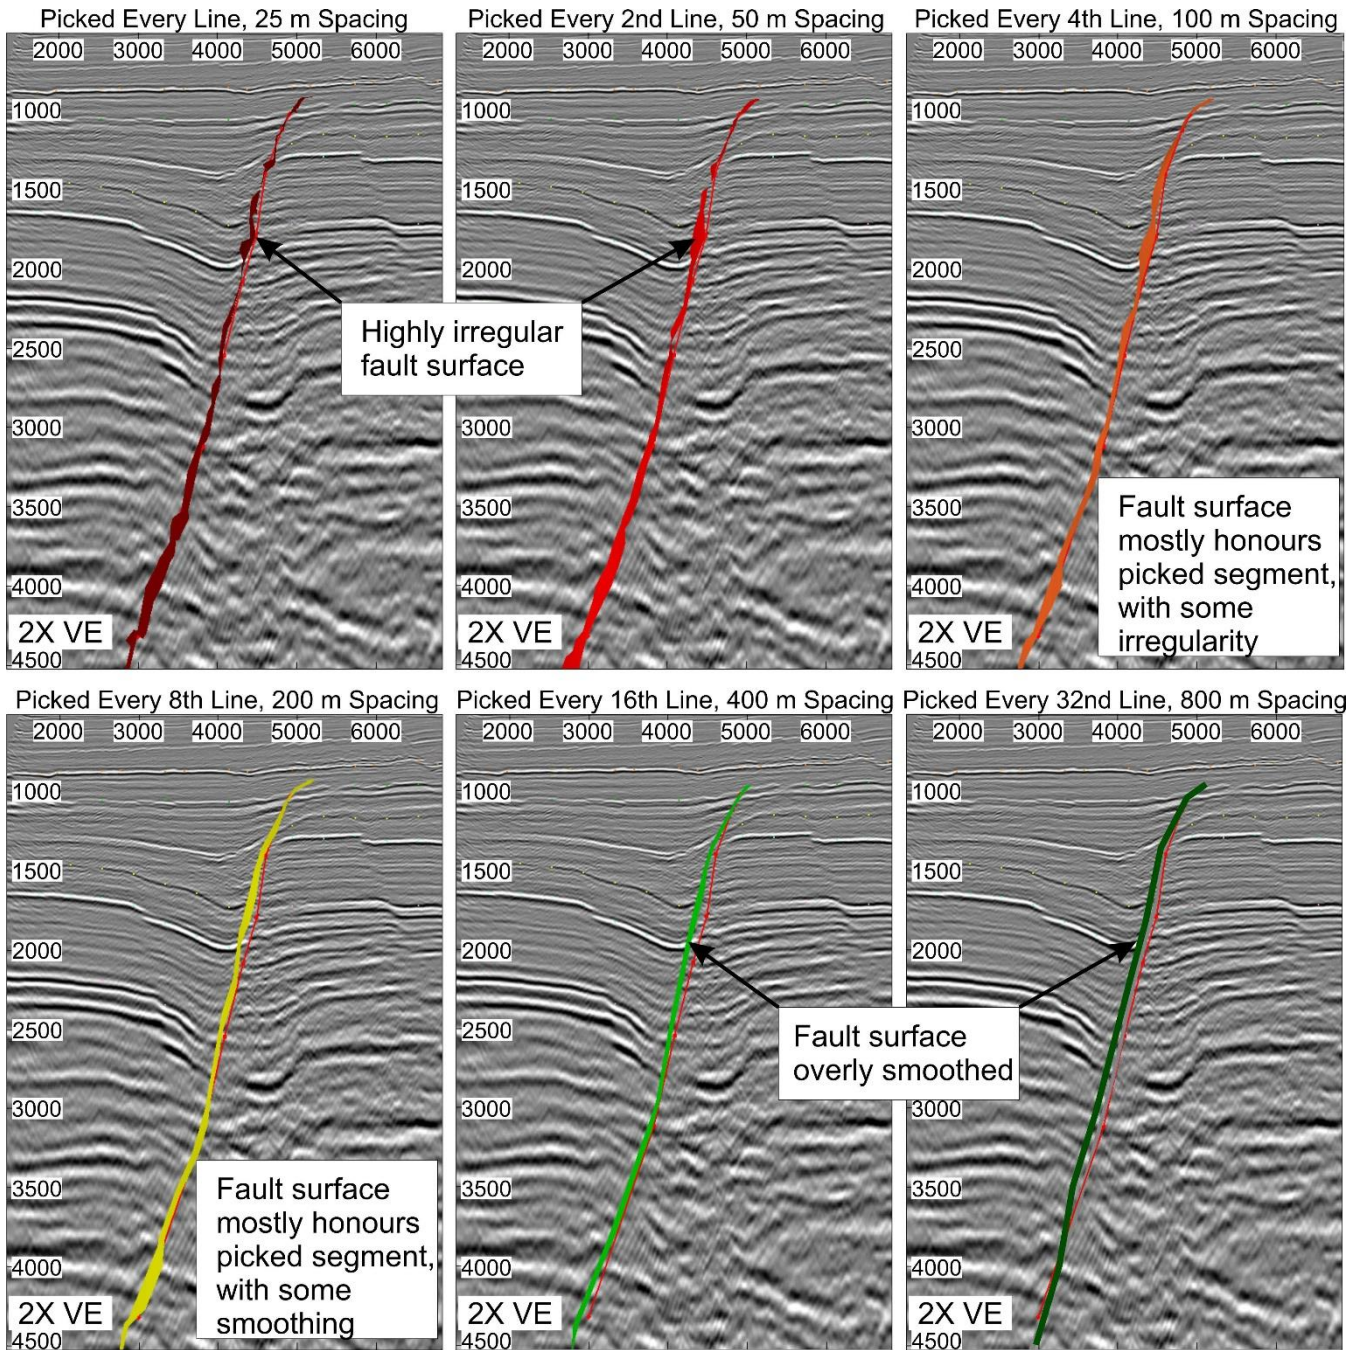 Picked Every Line, 25 m Spacing
2000 3000 4000 5000 6000
1000
1500
2000
2500
3000
3500
4000
2X VE
4500
Picked Every 2nd Line, 50 m Spacing
2000 3000 4000 5000 6000
1000
1500
2000
2500
3000
3500
4000
2X VE
4500
Highly irregular
fault surface
Picked Every 4th Line, 100 m Spacing
2000 3000 4000 5000 6000
1000
1500
2000
2500
3000
3500
4000
2X VE
4500
Fault surface
mostly honours
picked segment,
with some
irregularity
Picked Every 8th Line, 200 m Spacing
2000 3000 4000 5000 6000
1000
1500
2000
2500
3000
3500
4000
2X VE
4500
Fault surface
mostly honours
picked segment,
with some
smoothing
Picked Every 16th Line, 400 m Spacing
2000 3000 4000 5000 6000
1000
1500
2000
2500
3000
3500
4000
2X VE
4500
Fault surface
overly smoothed
Picked Every 32nd Line, 800 m Spacing
2000 3000 4000 5000 6000
1000
1500
2000
2500
3000
3500
4000
2X VE
4500